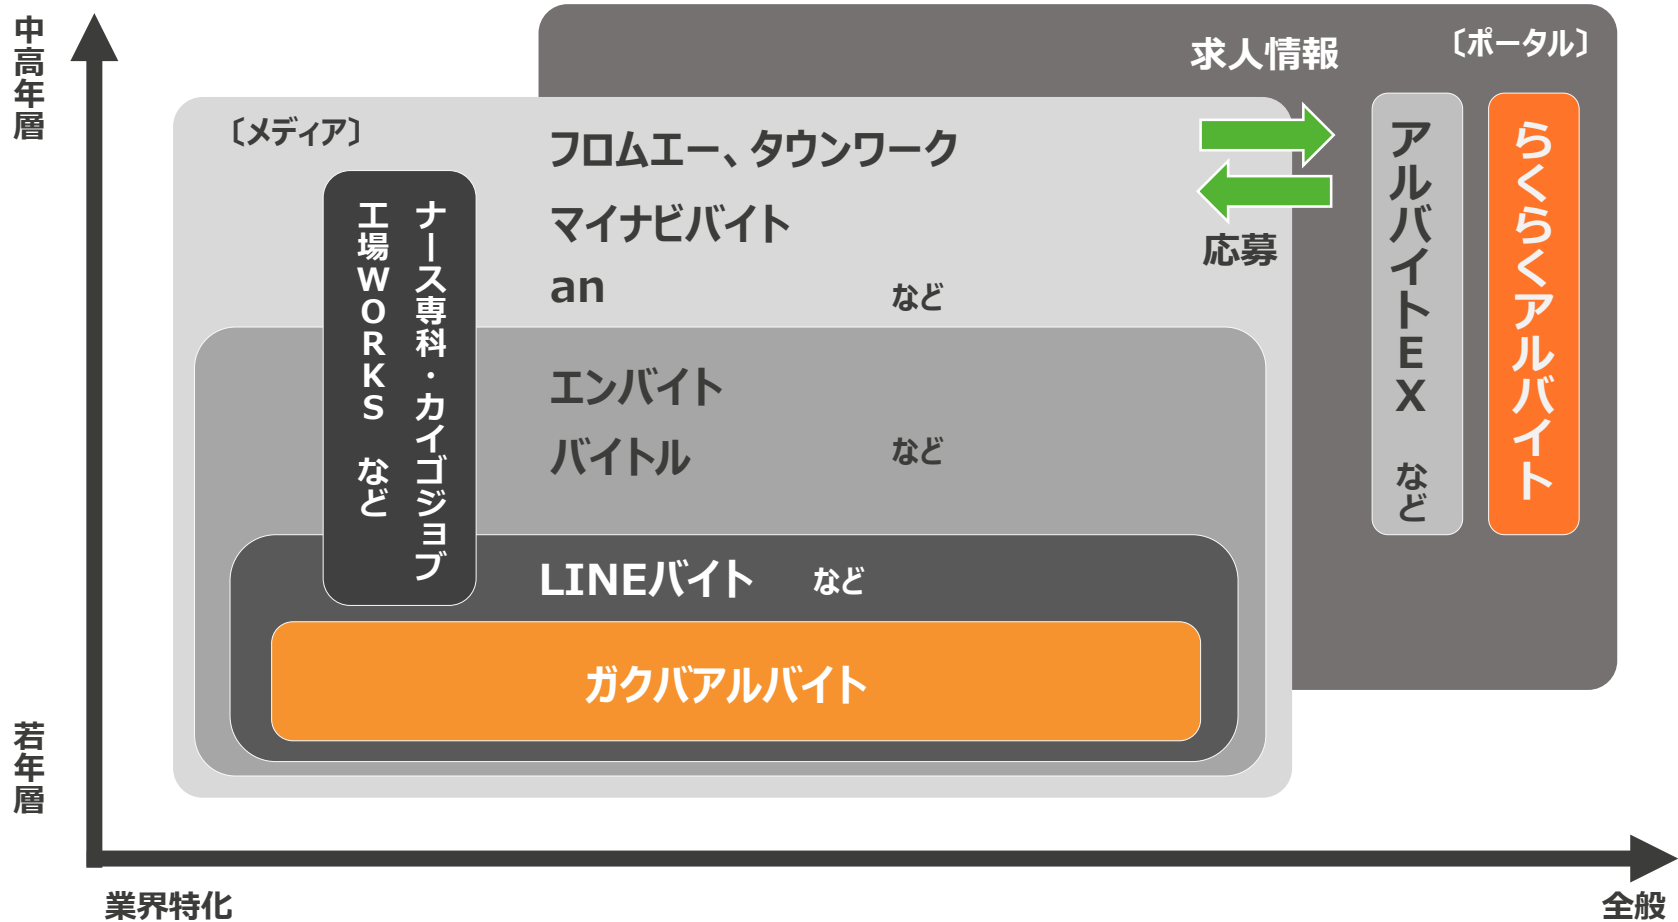 中高年層
求人情報
〔ポータル〕
〔メディア〕
フロムエー、タウンワーク
マイナビバイト
an
など
応募
アルバイトEX など
らくらくアルバイト
ナース専科・カイゴジョブ
工場WORKS など
エンバイト
バイトル
など
LINEバイト など
ガクバアルバイト
若年層
業界特化
全般